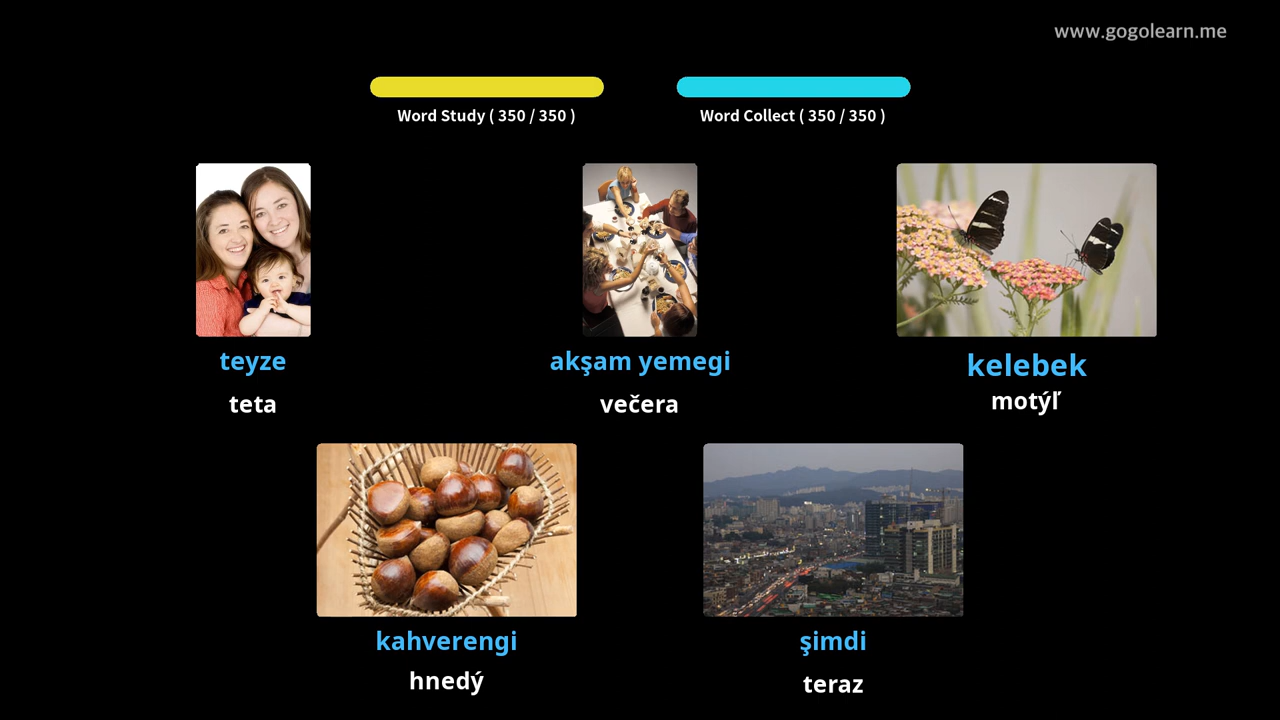 www.gogolearn.me
Word Study ( 350 / 350 )
Word Collect ( 350 / 350 )
teyze
akşam yemegi
kelebek
teta
večera
motýľ
kahverengi
şimdi
hnedý
teraz